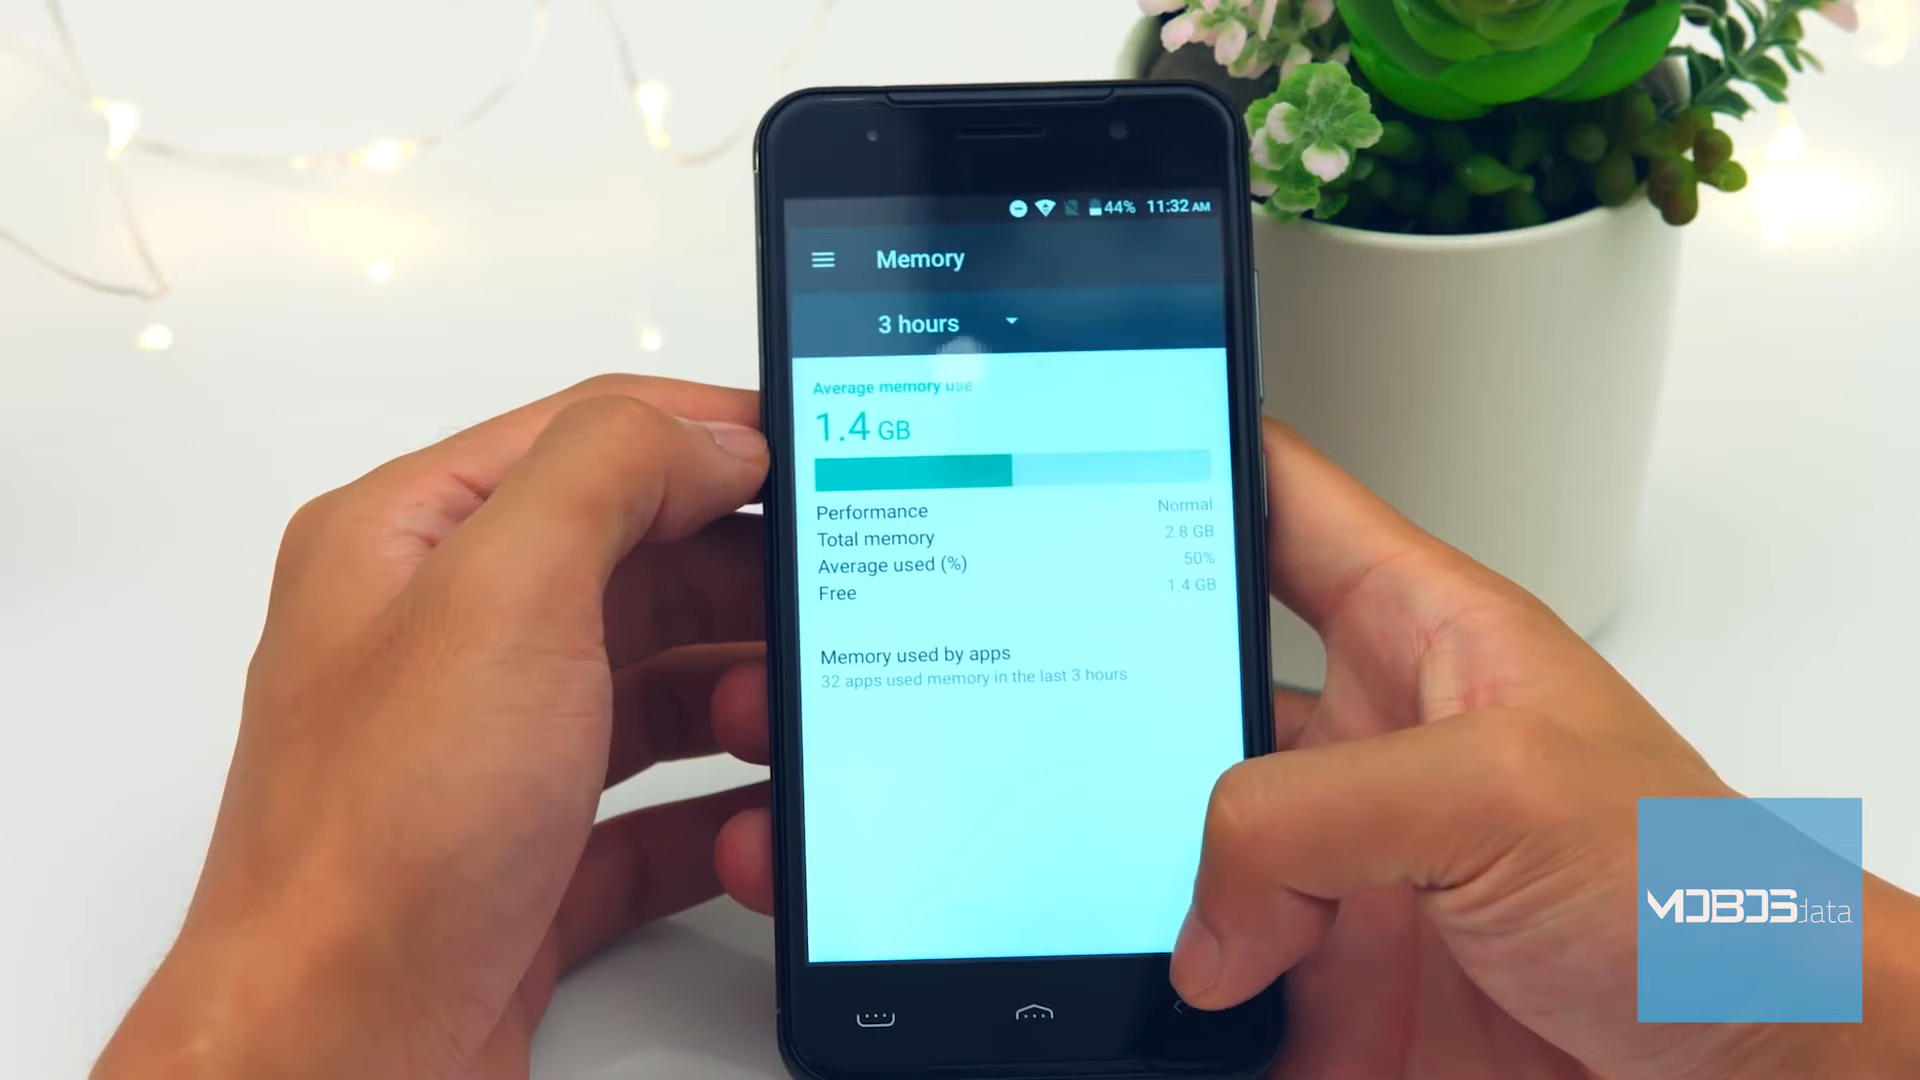 44% 11:32 AM
Memory
3 hours
Average memory use
1.4 GB
Performance Normal
Total memory 2.8 GB
Average used (%) 50%
Free 1.4 GB
Memory used by apps
32 apps used memory in the last 3 hours
MOBOSdata